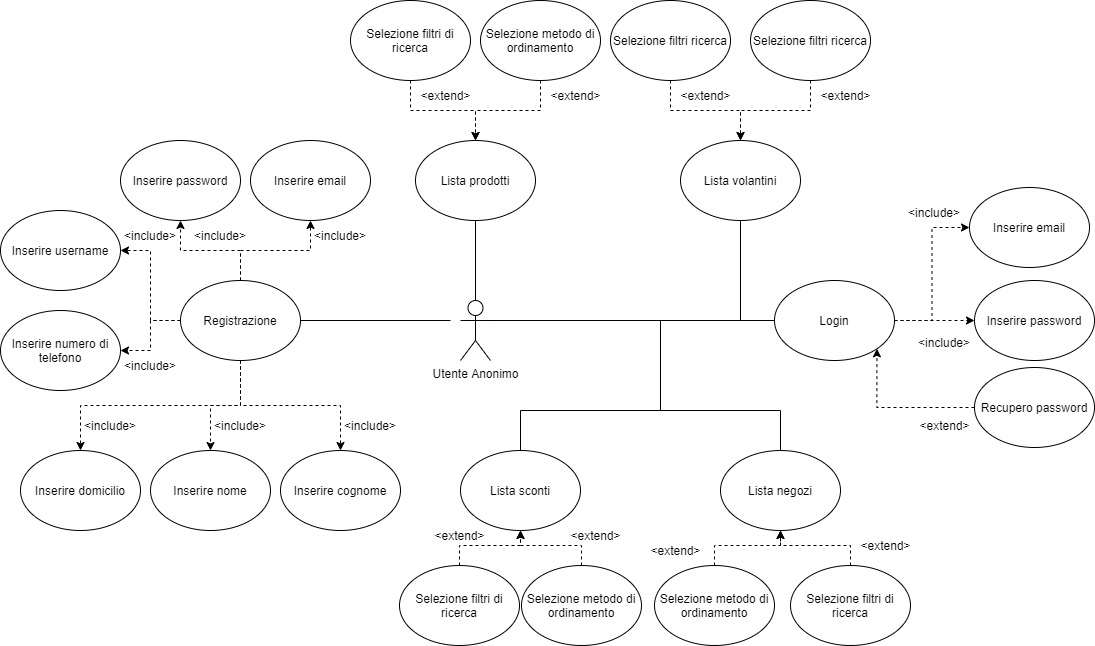 Selezione filtri di
ricerca
Selezione metodo di
ordinamento
Selezione filtri ricerca
Selezione filtri ricerca
<extend>
<extend>
<extend>
<extend>
Inserire password
Inserire email
Lista prodotti
Lista volantini
<include>
<include>
<include>
<include>
Inserire email
Inserire username
Registrazione
Login
Inserire password
Inserire numero di
telefono
<include>
<include>
Utente Anonimo
Recupero password
<extend>
<include>
<include>
<include>
Inserire domicilio
Inserire nome
Inserire cognome
Lista sconti
Lista negozi
<extend>
<extend>
<extend>
<extend>
Selezione filtri di
ricerca
Selezione metodo di
ordinamento
Selezione metodo di
ordinamento
Selezione filtri di
ricerca